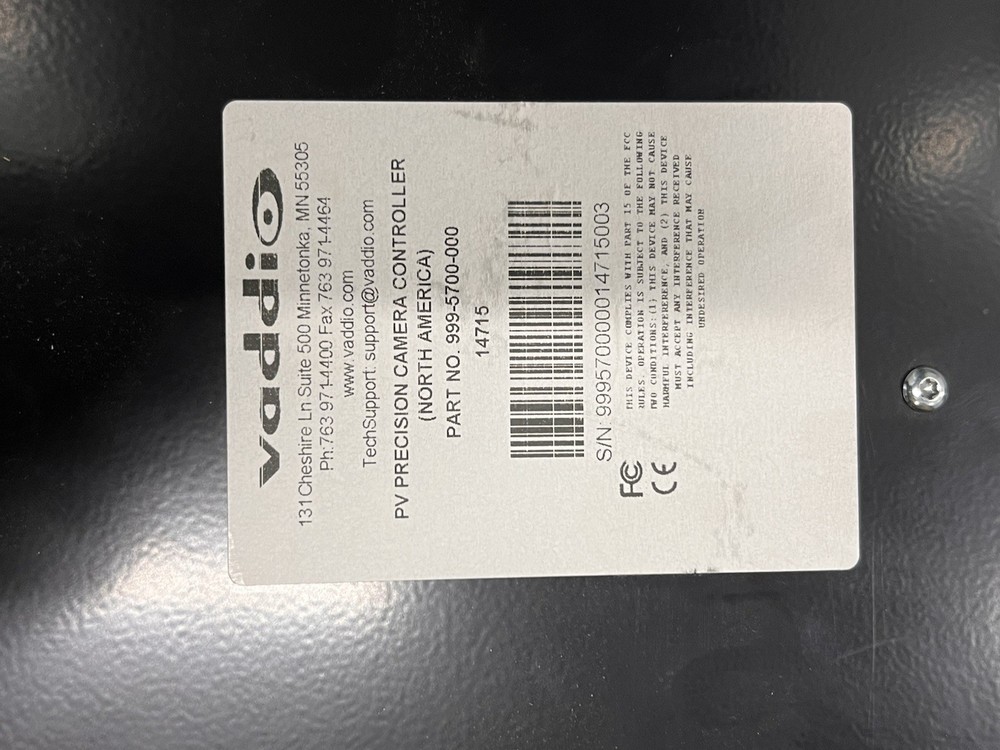 vaddio
131 Cheshire Ln Suite 500 Minnetonka, MN 55305
Ph:763 971-4400 Fax 763 971-4464
www.vaddio.com
TechSupport: support@vaddio.com
PV PRECISION CAMERA CONTROLLER
(NORTH AMERICA)
PART NO. 999-5700-000
14715
S/N: 999570000014715003
FC
CE
THIS DEVICE COMPLIES WITH PART 15 OF THE FCC
RULES. OPERATION IS SUBJECT TO THE FOLLOWING
TWO CONDITIONS:(1) THIS DEVICE MAY NOT CAUSE
HARMFUL INTERFERERENCE, AND (2) THIS DEVICE
MUST ACCEPT ANY INTERFERENCE RECEIVED
INCLUDING INTERFERENCE THAT MAY CAUSE
UNDESIRED OPERATION